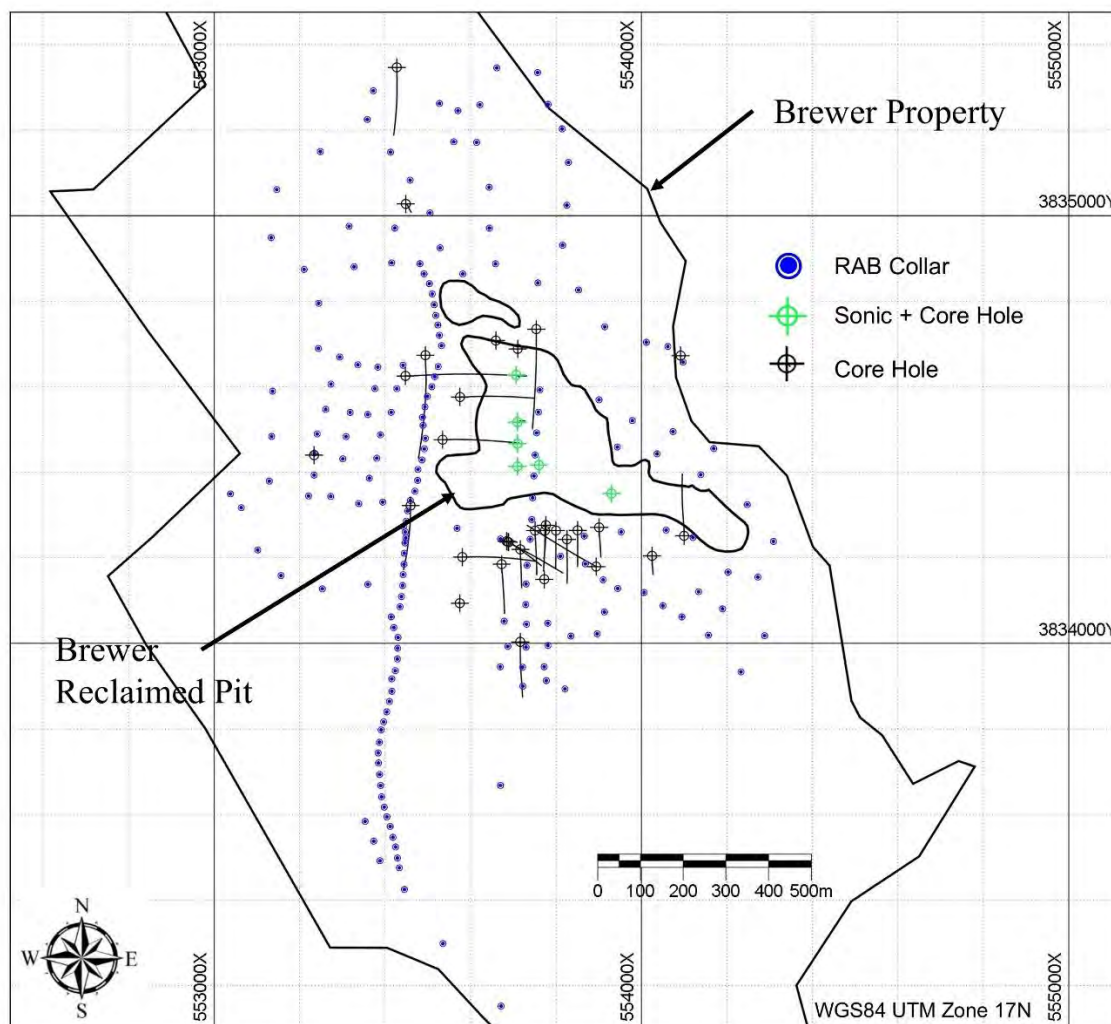 553000X
554000X
555000X
Brewer Property
3835000Y
RAB Collar
Sonic + Core Hole
Core Hole
3834000Y
Brewer
Reclaimed Pit
0 100 200 300 400 500m
N
W E
S
553000X
554000X
555000X
WGS84 UTM Zone 17N